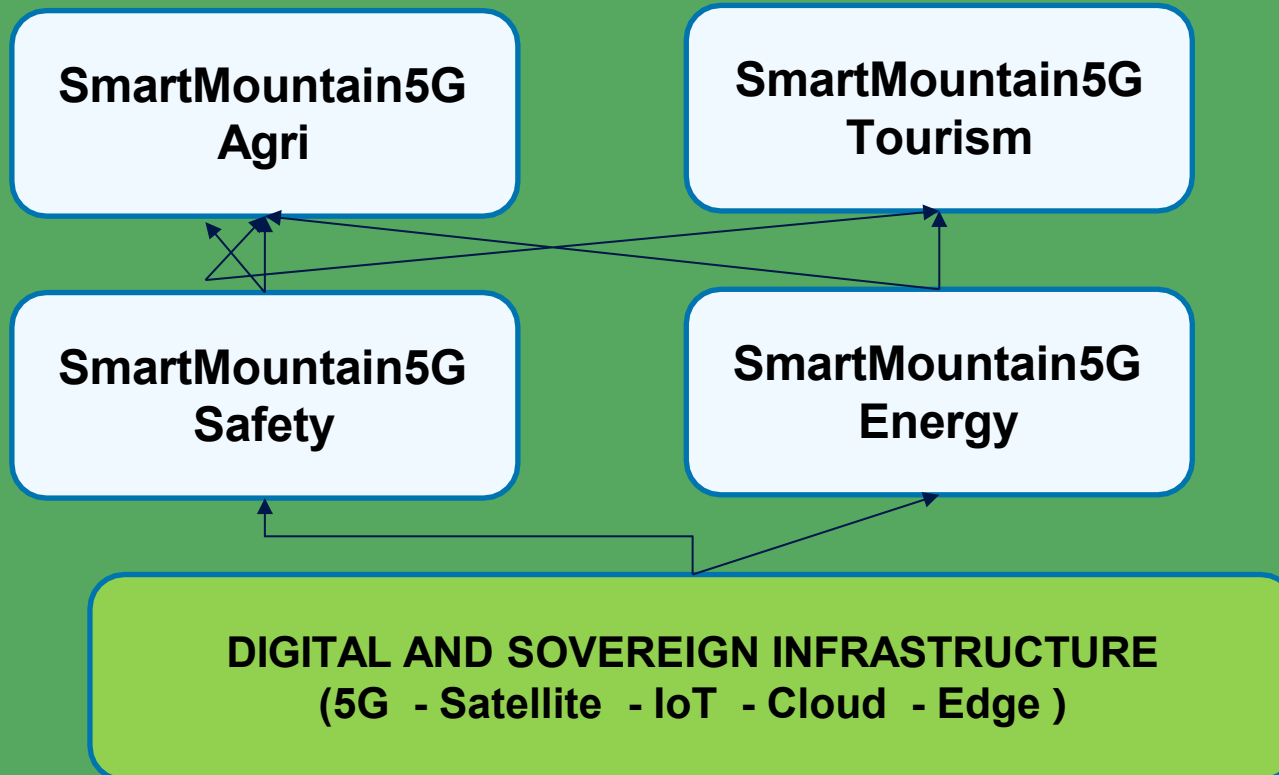 SmartMountain5G
Agri
SmartMountain5G
Tourism
SmartMountain5G
Safety
SmartMountain5G
Energy
DIGITAL AND SOVEREIGN INFRASTRUCTURE
(5G - Satellite - IoT - Cloud - Edge )